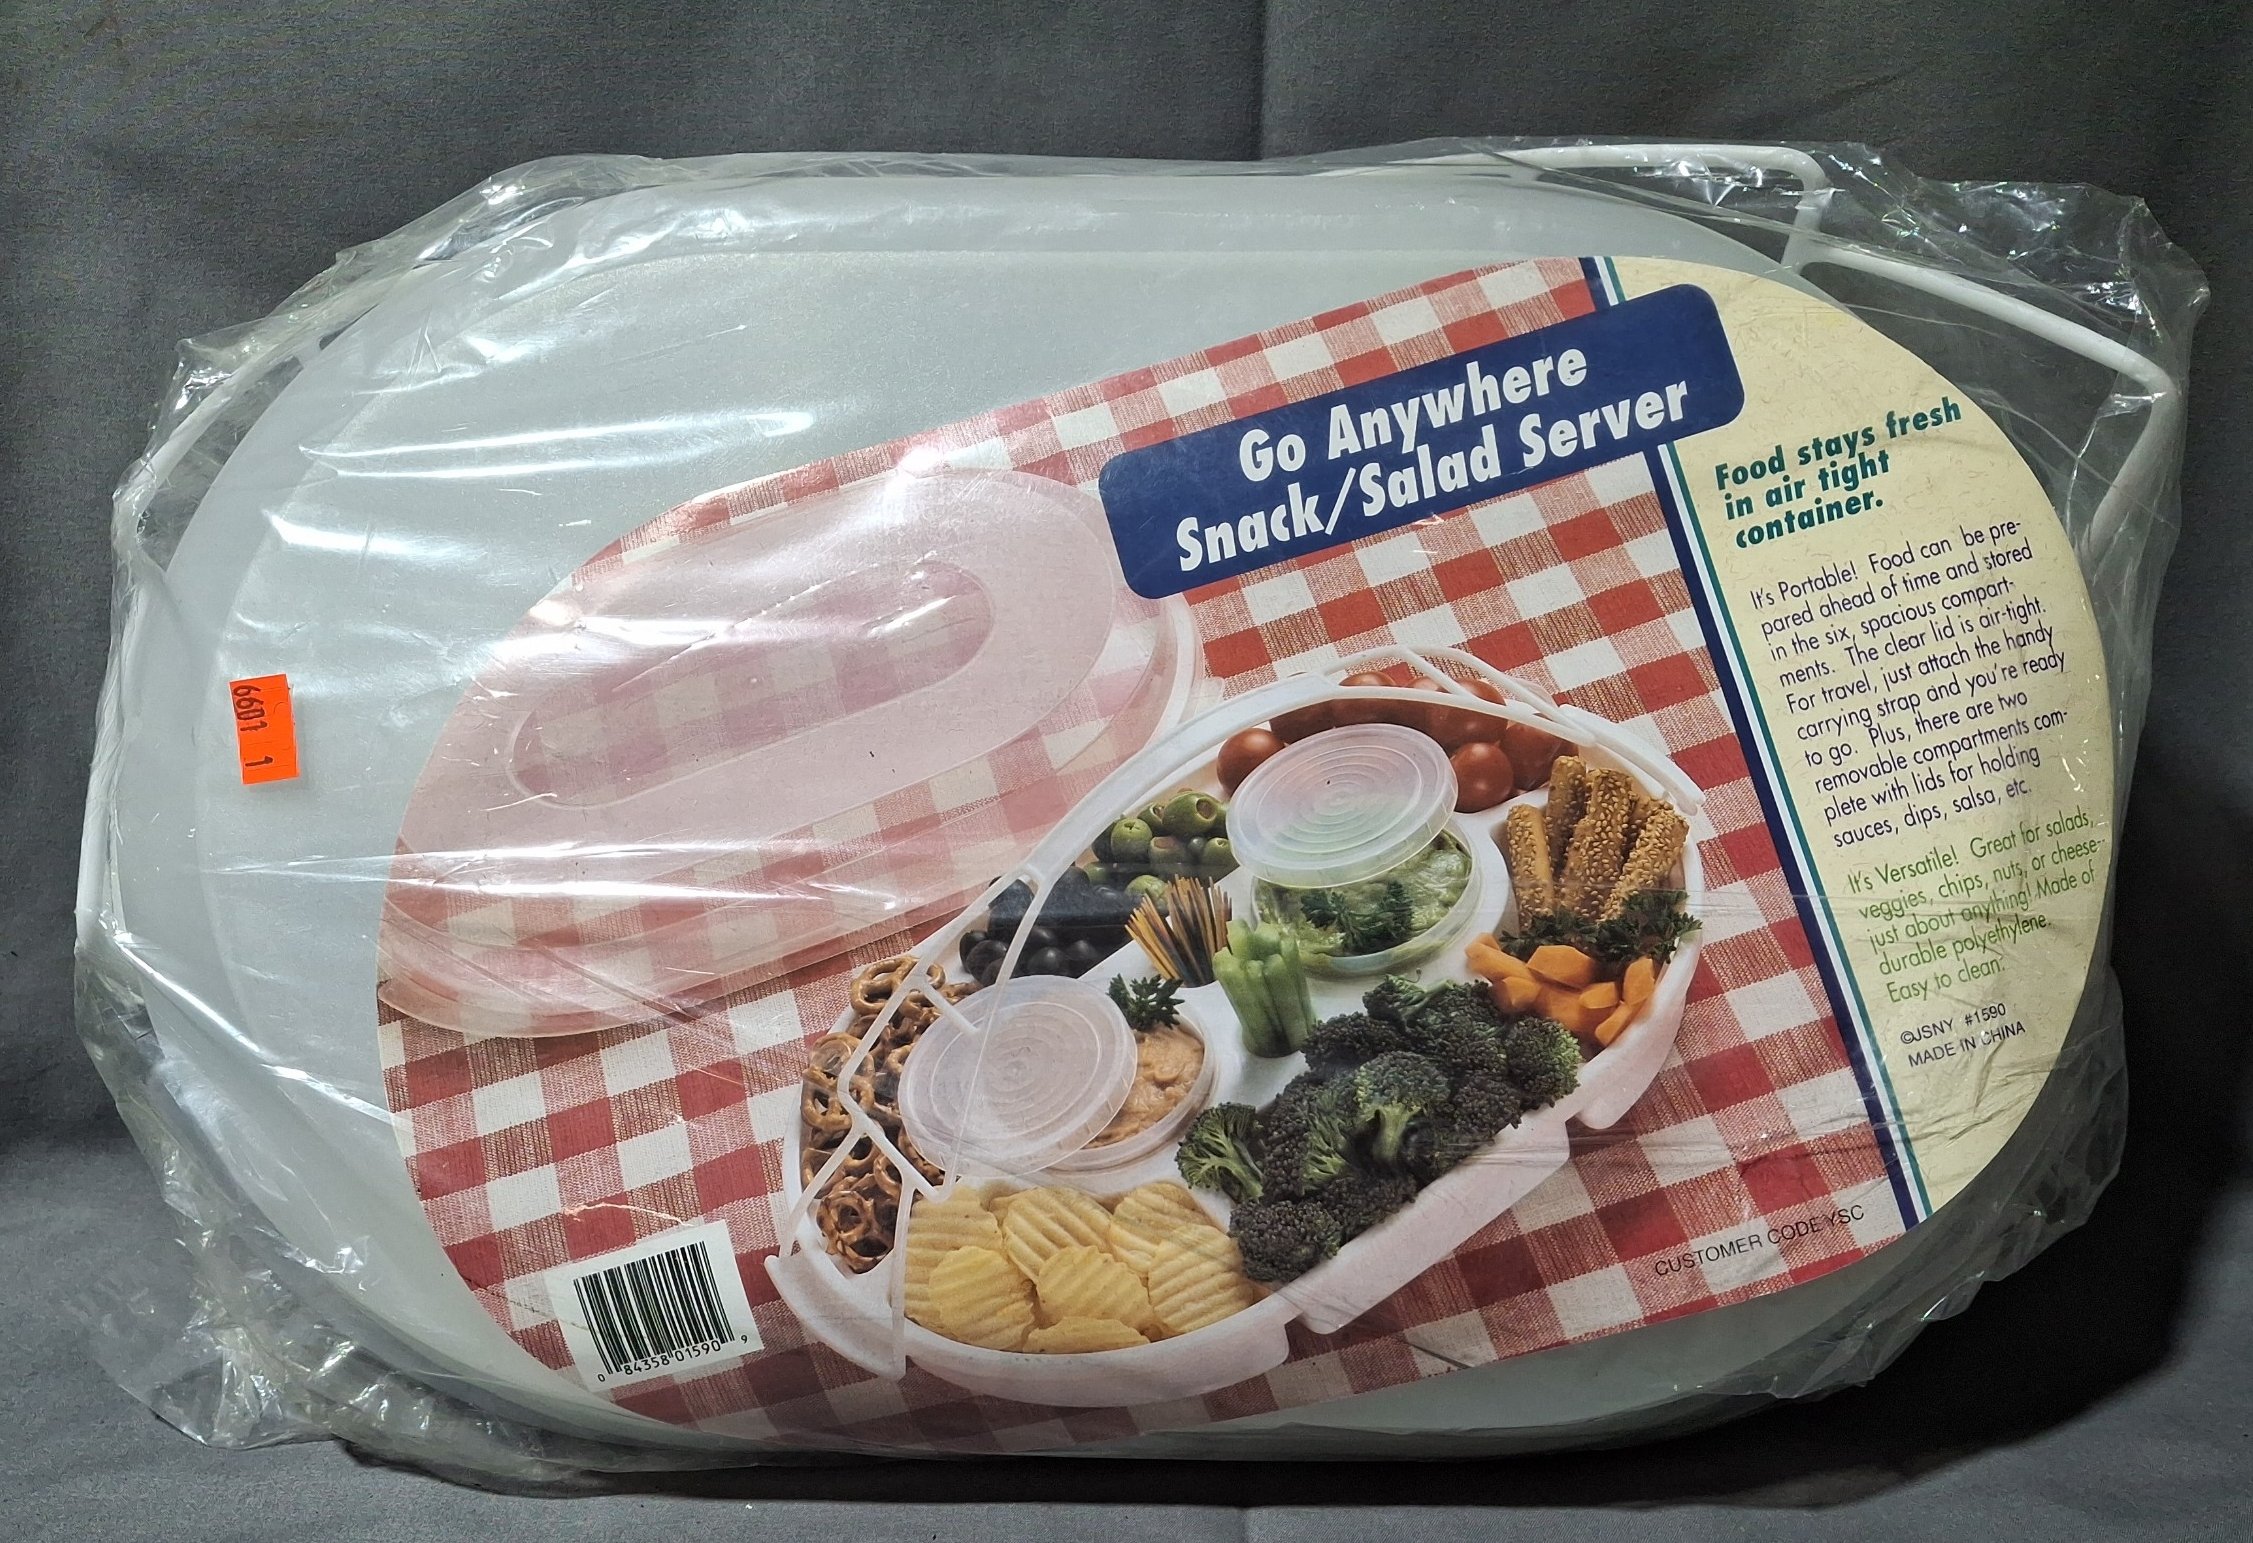 Go Anywhere
Snack/Salad Server
Food stays fresh
in air tight
container.
It's Portable! Food can be pre-
pared ahead of time and stored
in the six, spacious compart-
ments. The clear lid is air-tight.
For travel, just attach the handy
carrying strap and you're ready
to go. Plus, there are two
removable compartments com-
plete with lids for holding
sauces, dips, salsa, etc.
It's Versatile! Great for salads,
veggies, chips, nuts, or cheese-
just about anything! Made of
durable polyethylene.
Easy to clean.
©JSNY #1590
MADE IN CHINA
CUSTOMER CODE YSC
0 84358 01590 9